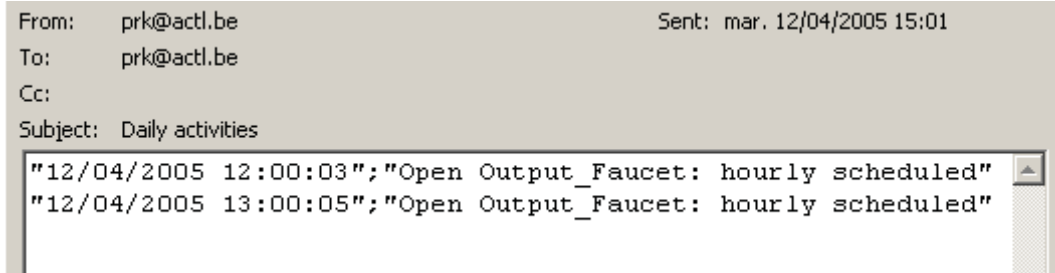 From: prk@actl.be Sent: mar. 12/04/2005 15:01
To: prk@actl.be
Cc:
Subject: Daily activities
"12/04/2005 12:00:03";"Open Output_Faucet: hourly scheduled"
"12/04/2005 13:00:05";"Open Output_Faucet: hourly scheduled"